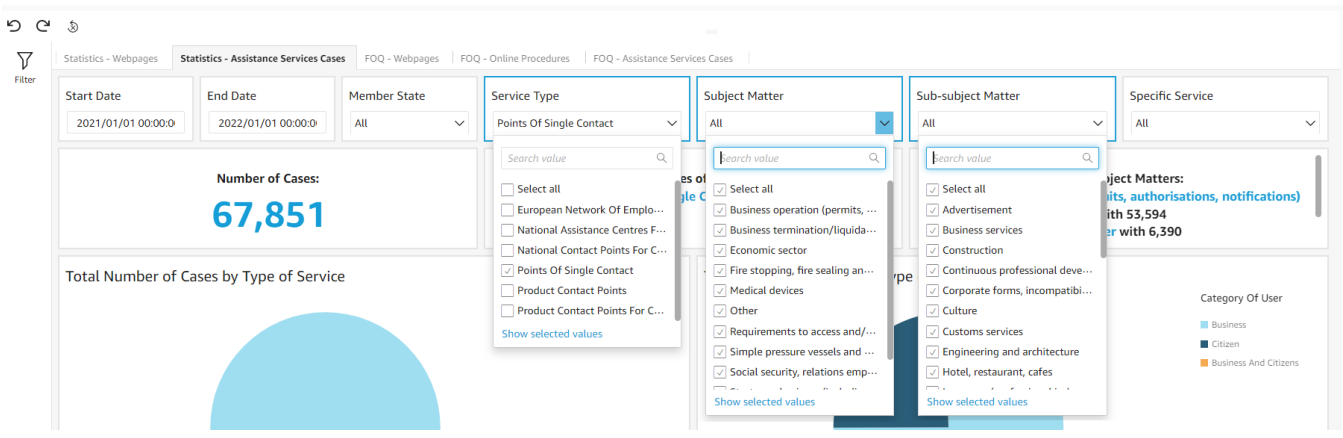 Filter
Statistics - Webpages
Statistics - Assistance Services Cases
FOQ - Webpages
FOQ - Online Procedures
FOQ - Assistance Services Cases
Start Date
2021/01/01 00:00:0
End Date
2022/01/01 00:00:0
Member State
All
Service Type
Points Of Single Contact
Subject Matter
All
Sub-subject Matter
All
Specific Service
All
Number of Cases:
67,851
Search value
Select all
European Network Of Emplo···
National Assistance Centres F···
National Contact Points For C···
Points Of Single Contact
Product Contact Points
Product Contact Points For C···
Show selected values
es of
gle C
Search value
Select all
Business operation (permits, ···
Business termination/liquida···
Economic sector
Fire stopping, fire sealing an···
Medical devices
Other
Requirements to access and/···
Simple pressure vessels and ···
Social security, relations emp···
Show selected values
Search value
Select all
Advertisement
Business services
Construction
Continuous professional deve···
Corporate forms, incompatibi···
Culture
Customs services
Engineering and architecture
Hotel, restaurant, cafes
Show selected values
ject Matters:
its, authorisations, notifications)
ith 53,594
er with 6,390
Total Number of Cases by Type of Service
ype
Category Of User
Business
Citizen
Business And Citizens